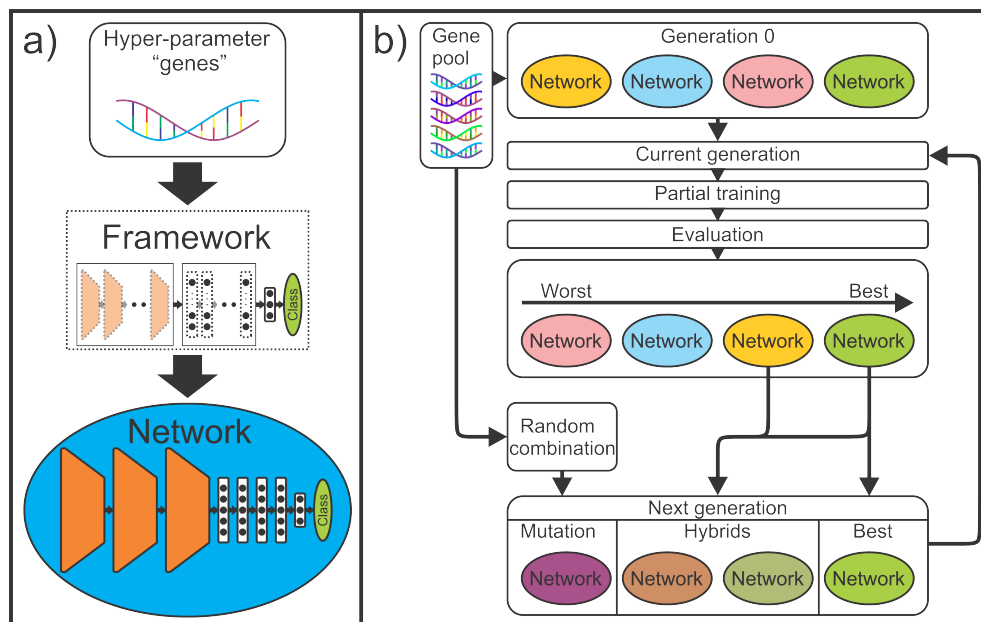 a)
Hyper-parameter
“genes”
Framework
Class
Network
Class
b)
Gene
pool
Generation 0
Network
Network
Network
Network
Current generation
Partial training
Evaluation
Worst
Best
Network
Network
Network
Network
Random
combination
Next generation
Mutation
Hybrids
Best
Network
Network
Network
Network